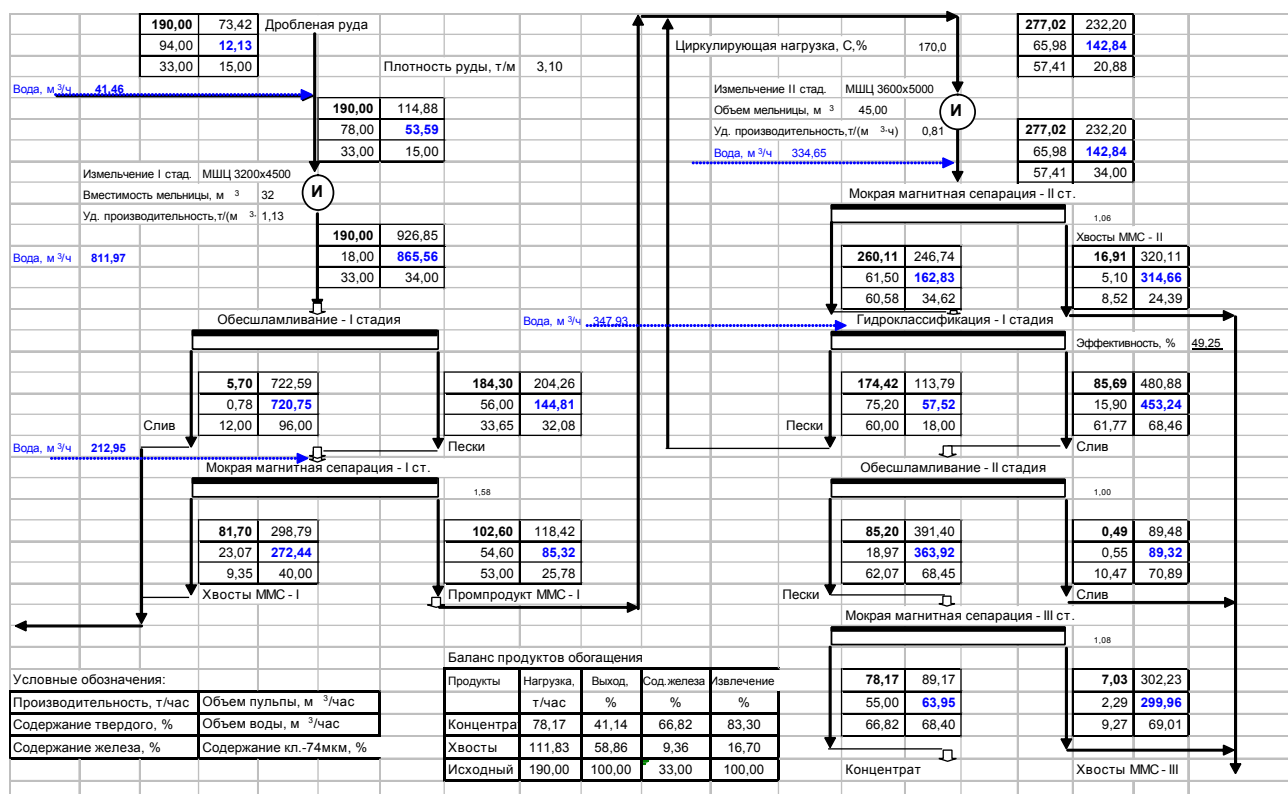 190,00 73,42 Дробленая руда
94,00 12,13
33,00 15,00
Плотность руды, т/м 3,10
Вода, м 3/ч 41,46
190,00 114,88
78,00 53,59
33,00 15,00
Измельчение I стад. МШЦ 3200х4500
Вместимость мельницы, м 3 32
И
Уд. производительность,т/(м 3- 1,13
190,00 926,85
Вода, м 3/ч 811,97
18,00 865,56
33,00 34,00
Обесшламливание - I стадия
5,70 722,59
0,78 720,75
12,00 96,00
Слив
184,30 204,26
56,00 144,81
33,65 32,08
Пески
Вода, м 3/ч 212,95
Мокрая магнитная сепарация - I ст.
1,58
81,70 298,79
23,07 272,44
9,35 40,00
Хвосты ММС - I
102,60 118,42
54,60 85,32
53,00 25,78
Промпродукт ММС - I
Условные обозначения:
Производительность, т/час Объем пульпы, м 3/час
Содержание твердого, % Объем воды, м 3/час
Содержание железа, % Содержание кл.-74мкм, %
Баланс продуктов обогащения
Продукты Нагрузка, Выход, Сод.железа Извлечение
т/час % % %
Концентрат 78,17 41,14 66,82 83,30
Хвосты 111,83 58,86 9,36 16,70
Исходный 190,00 100,00 33,00 100,00
277,02 232,20
65,98 142,84
57,41 20,88
Циркулирующая нагрузка, С,% 170,0
Измельчение II стад. МШЦ 3600х5000
Объем мельницы, м 3 45,00
И
Уд. производительность,т/(м 3-ч) 0,81
277,02 232,20
65,98 142,84
57,41 34,00
Вода, м 3/ч 334,65
Мокрая магнитная сепарация - II ст.
1,06
Хвосты ММС - II
260,11 246,74
61,50 162,83
60,58 34,62
16,91 320,11
5,10 314,66
8,52 24,39
Вода, м 3/ч 347,93
Гидроклассификация - I стадия
Эффективность, % 49,25
174,42 113,79
75,20 57,52
60,00 18,00
Пески
85,69 480,88
15,90 453,24
61,77 68,46
Слив
Обесшламливание - II стадия
1,00
85,20 391,40
18,97 363,92
62,07 68,45
Пески
0,49 89,48
0,55 89,32
10,47 70,89
Слив
Мокрая магнитная сепарация - III ст.
1,08
78,17 89,17
55,00 63,95
66,82 68,40
Концентрат
7,03 302,23
2,29 299,96
9,27 69,01
Хвосты ММС - III